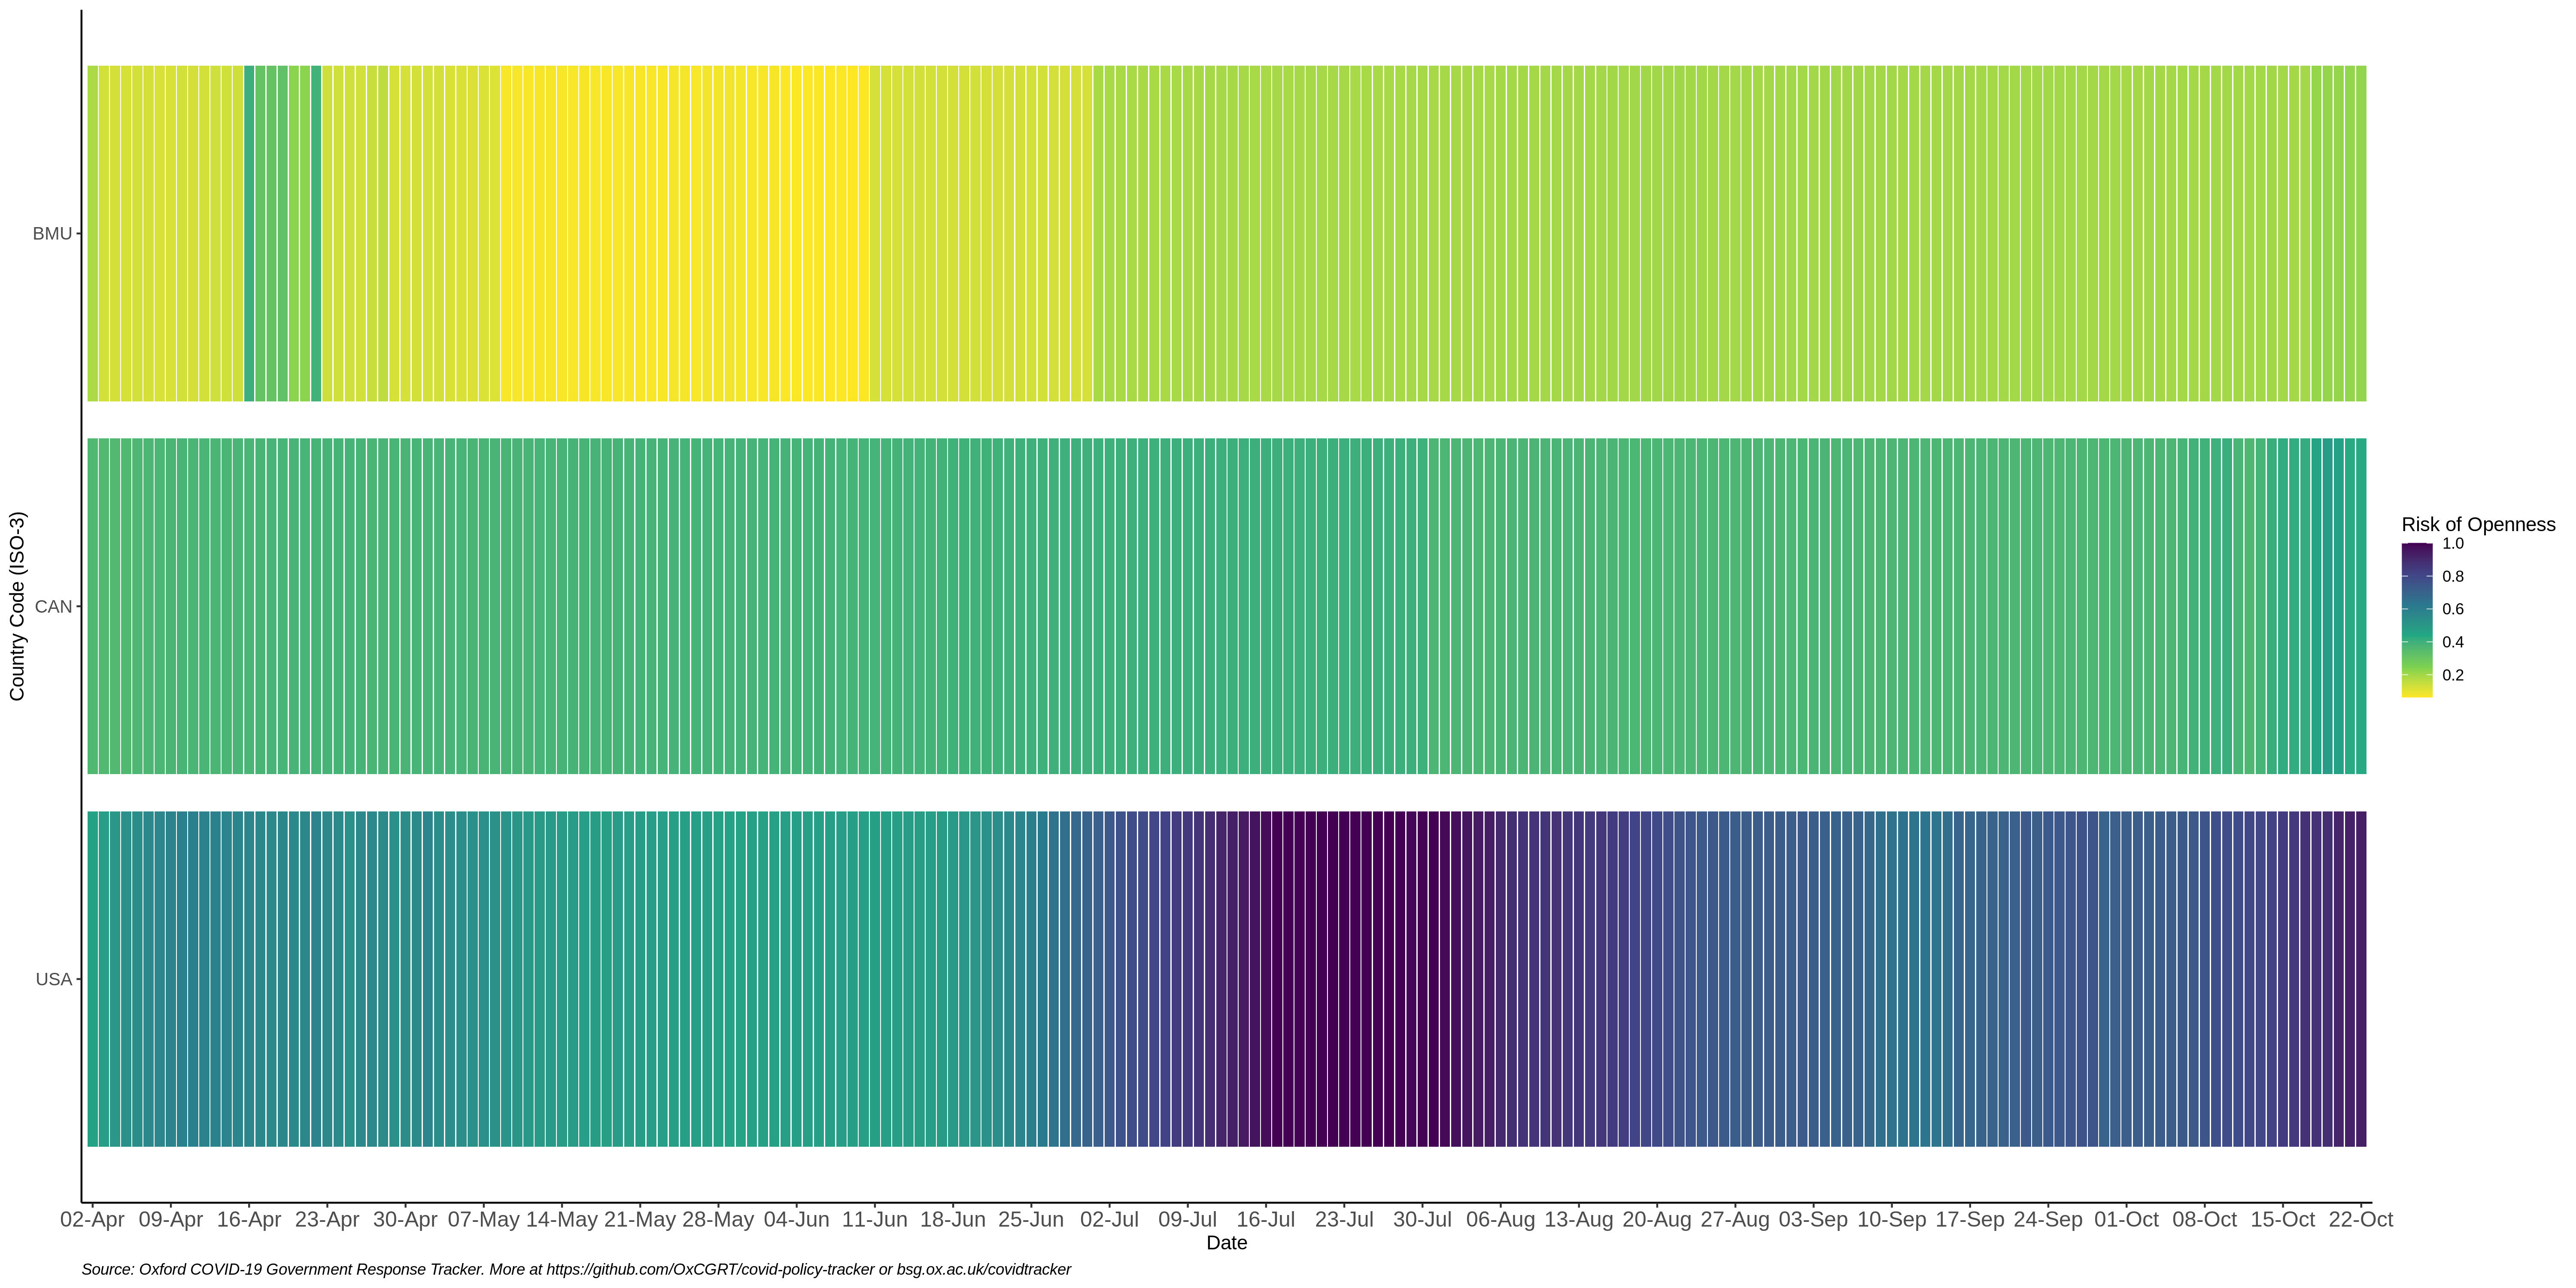 Country Code (ISO-3)
BMU
CAN
USA
Risk of Openness
1.0
0.8
0.6
0.4
0.2
02-Apr 09-Apr 16-Apr 23-Apr 30-Apr 07-May 14-May 21-May 28-May 04-Jun 11-Jun 18-Jun 25-Jun 02-Jul 09-Jul 16-Jul 23-Jul 30-Jul 06-Aug 13-Aug 20-Aug 27-Aug 03-Sep 10-Sep 17-Sep 24-Sep 01-Oct 08-Oct 15-Oct 22-Oct
Date
Source: Oxford COVID-19 Government Response Tracker. More at https://github.com/OxCGRT/covid-policy-tracker or bsg.ox.ac.uk/covidtracker